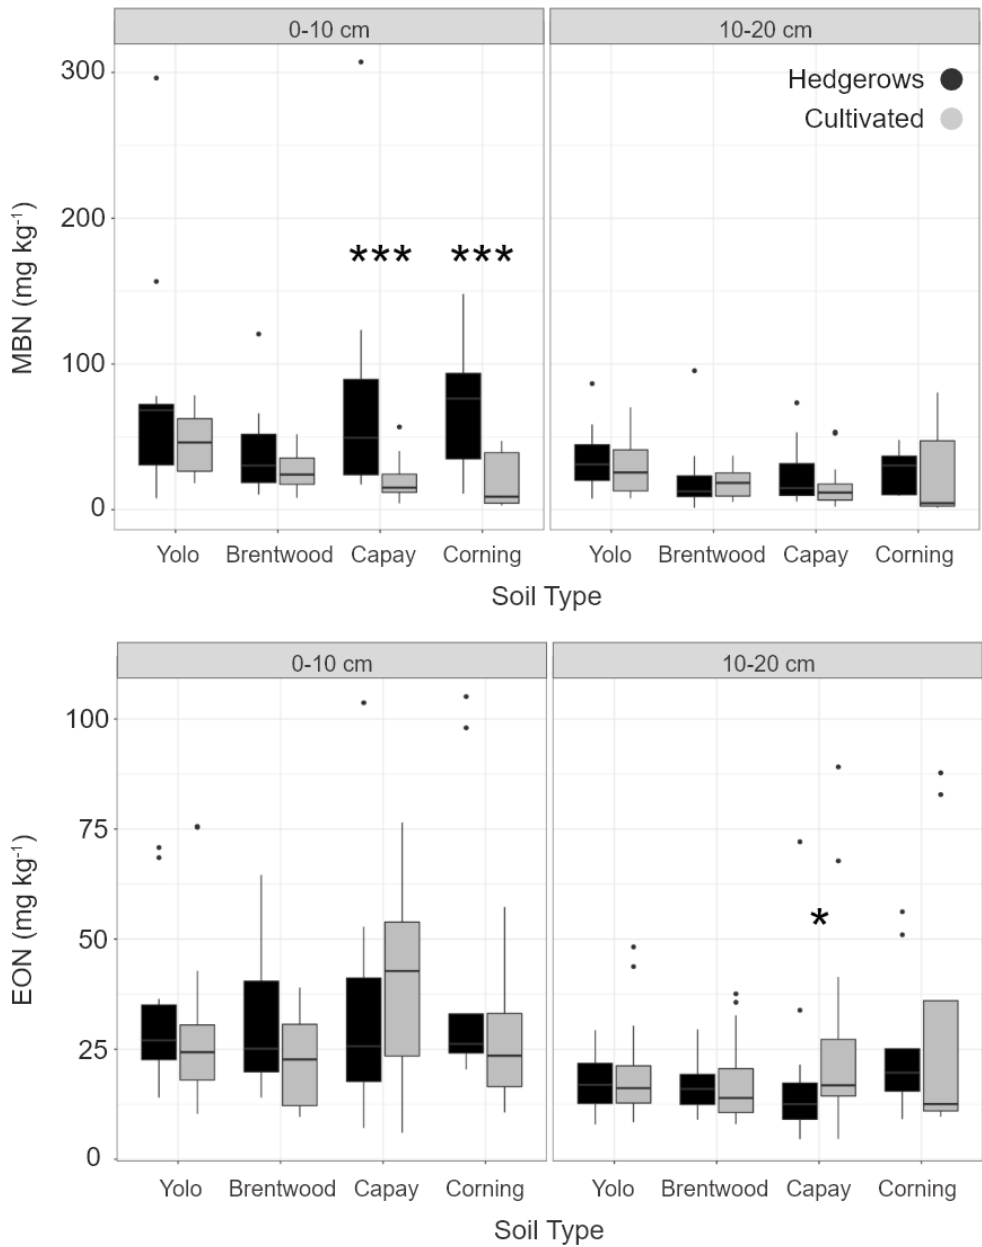 0-10 cm 10-20 cm
Hedgerows
Cultivated
MBN (mg kg⁻¹)
300
200
100
0
*** ***
Yolo Brentwood Capay Corning Yolo Brentwood Capay Corning
Soil Type
0-10 cm 10-20 cm
EON (mg kg⁻¹)
100
75
50
25
0
*
Yolo Brentwood Capay Corning Yolo Brentwood Capay Corning
Soil Type